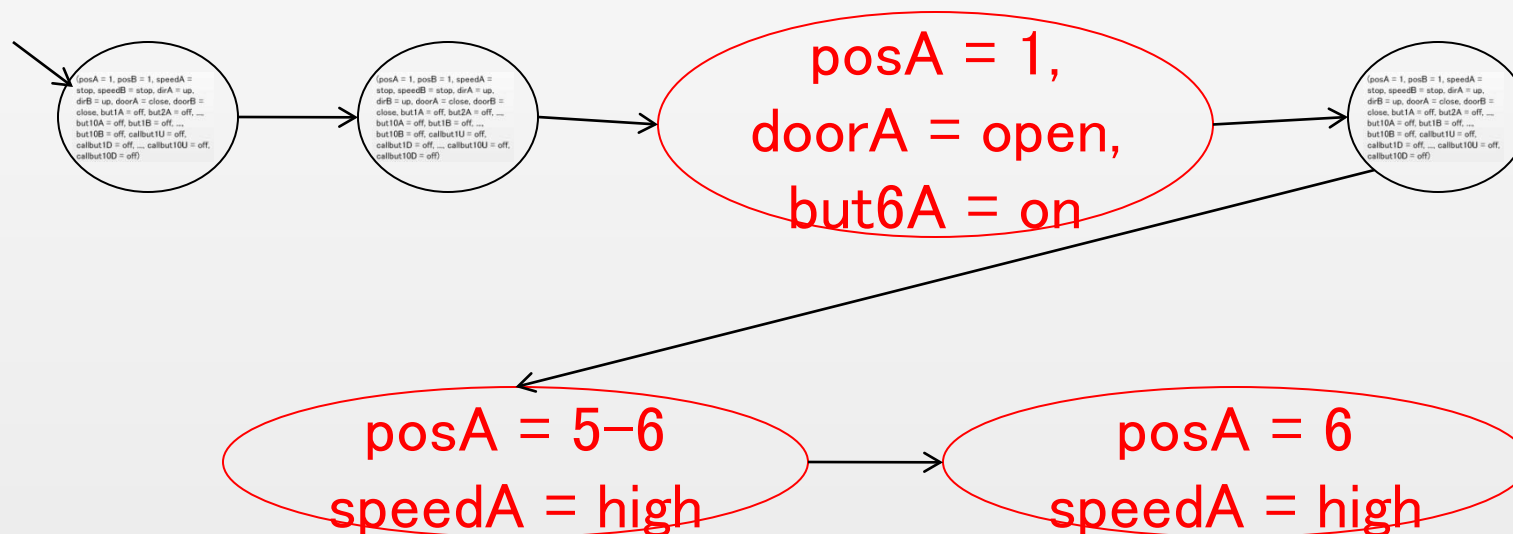 (posA = 1, posB = 1, speedA =
stop, speedB = stop, dirA = up,
dirB = up, doorA = close, doorB =
close, but1A = off, but2A = off, ...,
but10A = off, but1B = off, ...,
but10B = off, callbut1U = off,
callbut1D = off, ..., callbut10U = off,
callbut10D = off)
(posA = 1, posB = 1, speedA =
stop, speedB = stop, dirA = up,
dirB = up, doorA = close, doorB =
close, but1A = off, but2A = off, ...,
but10A = off, but1B = off, ...,
but10B = off, callbut1U = off,
callbut1D = off, ..., callbut10U = off,
callbut10D = off)
posA = 1,
doorA = open,
but6A = on
(posA = 1, posB = 1, speedA =
stop, speedB = stop, dirA = up,
dirB = up, doorA = close, doorB =
close, but1A = off, but2A = off, ...,
but10A = off, but1B = off, ...,
but10B = off, callbut1U = off,
callbut1D = off, ..., callbut10U = off,
callbut10D = off)
posA = 5-6
speedA = high
posA = 6
speedA = high